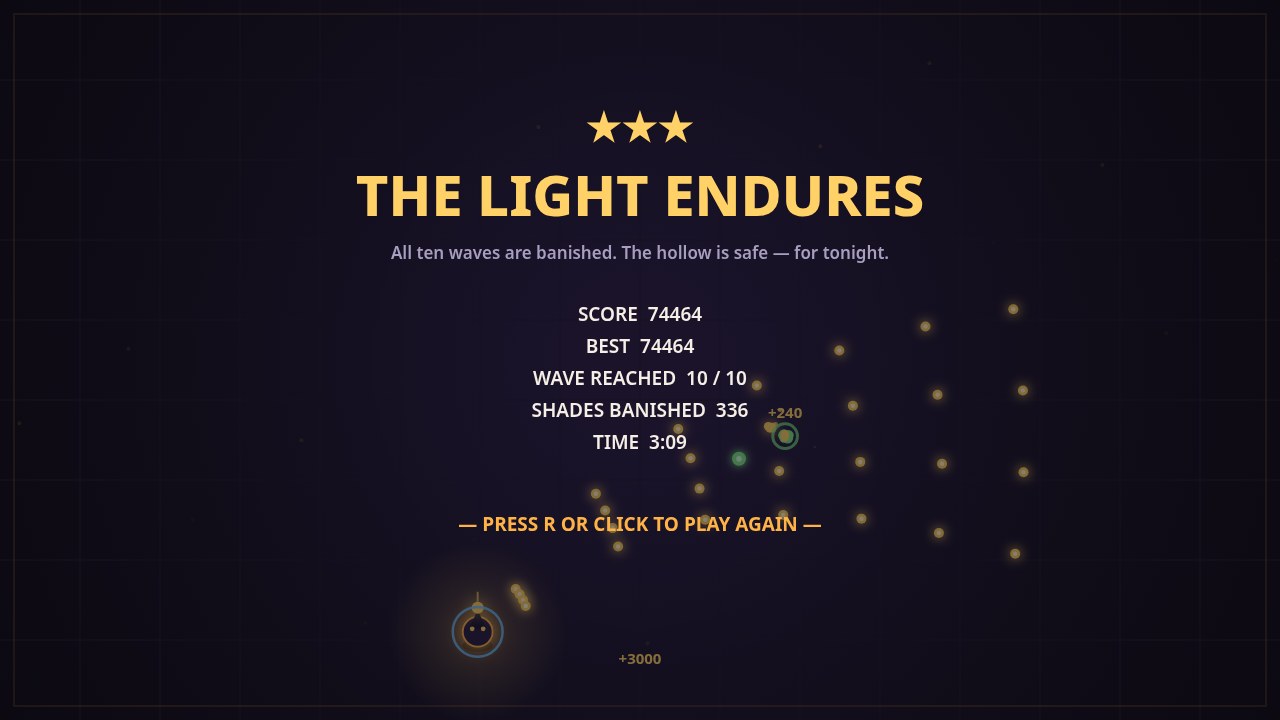 ★★★
THE LIGHT ENDURES
All ten waves are banished. The hollow is safe — for tonight.
SCORE 74464
BEST 74464
WAVE REACHED 10 / 10
SHADES BANISHED 336
+240
TIME 3:09
— PRESS R OR CLICK TO PLAY AGAIN —
+3000